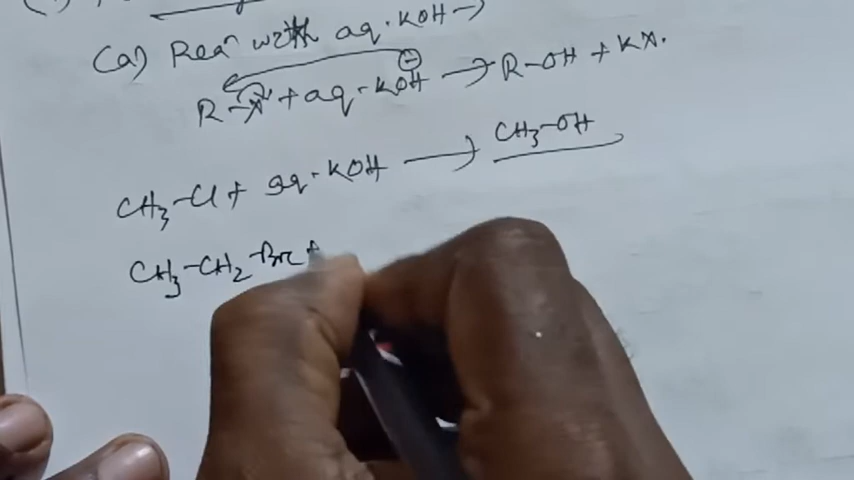 (a) Rean with aq. KOH →
R-X + aq. KOH → R-OH + KX.
CH3-Cl + aq. KOH → CH3-OH
CH3-CH2-Br